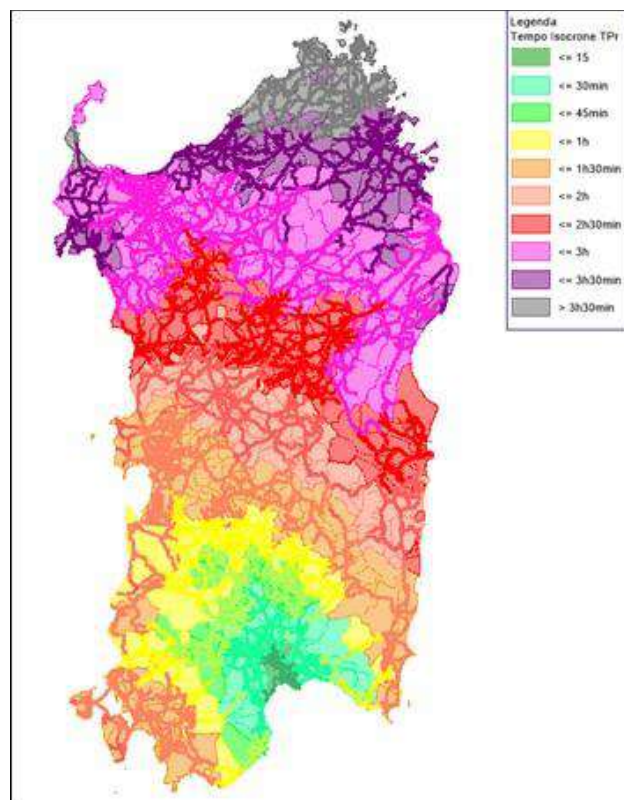 Legenda
Tempo Isocrone TPr
<= 15
<= 30min
<= 45min
<= 1h
<= 1h30min
<= 2h
<= 2h30min
<= 3h
<= 3h30min
> 3h30min